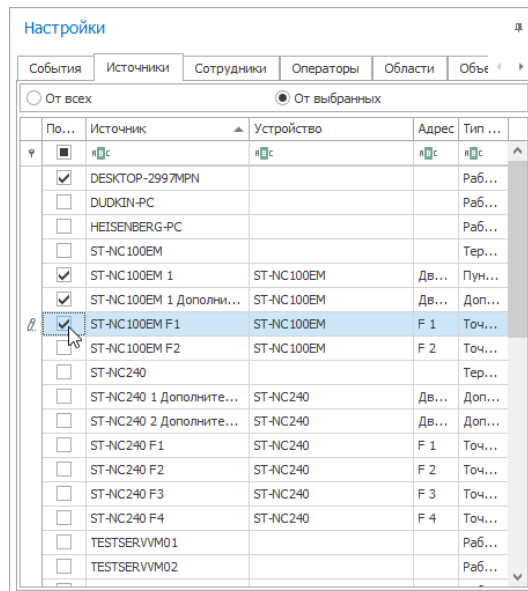 Настройки
События Источники Сотрудники Операторы Области Объе
От всех От выбранных
По... Источник Устройство Адрес Тип ...
ABC ABC ABC ABC
DESKTOP-2997MPN Раб...
DUDKIN-PC Раб...
HEISENBERG-PC Раб...
ST-NC100EM Тер...
ST-NC100EM 1 ST-NC100EM Дв... Пун...
ST-NC100EM 1 Дополни... ST-NC100EM Дв... Доп...
ST-NC100EM F1 ST-NC100EM F 1 Точ...
ST-NC100EM F2 ST-NC100EM F 2 Точ...
ST-NC240 Тер...
ST-NC240 1 Дополните... ST-NC240 Дв... Доп...
ST-NC240 2 Дополните... ST-NC240 Дв... Доп...
ST-NC240 F1 ST-NC240 F 1 Точ...
ST-NC240 F2 ST-NC240 F 2 Точ...
ST-NC240 F3 ST-NC240 F 3 Точ...
ST-NC240 F4 ST-NC240 F 4 Точ...
TESTSERVVM01 Раб...
TESTSERVVM02 Раб...